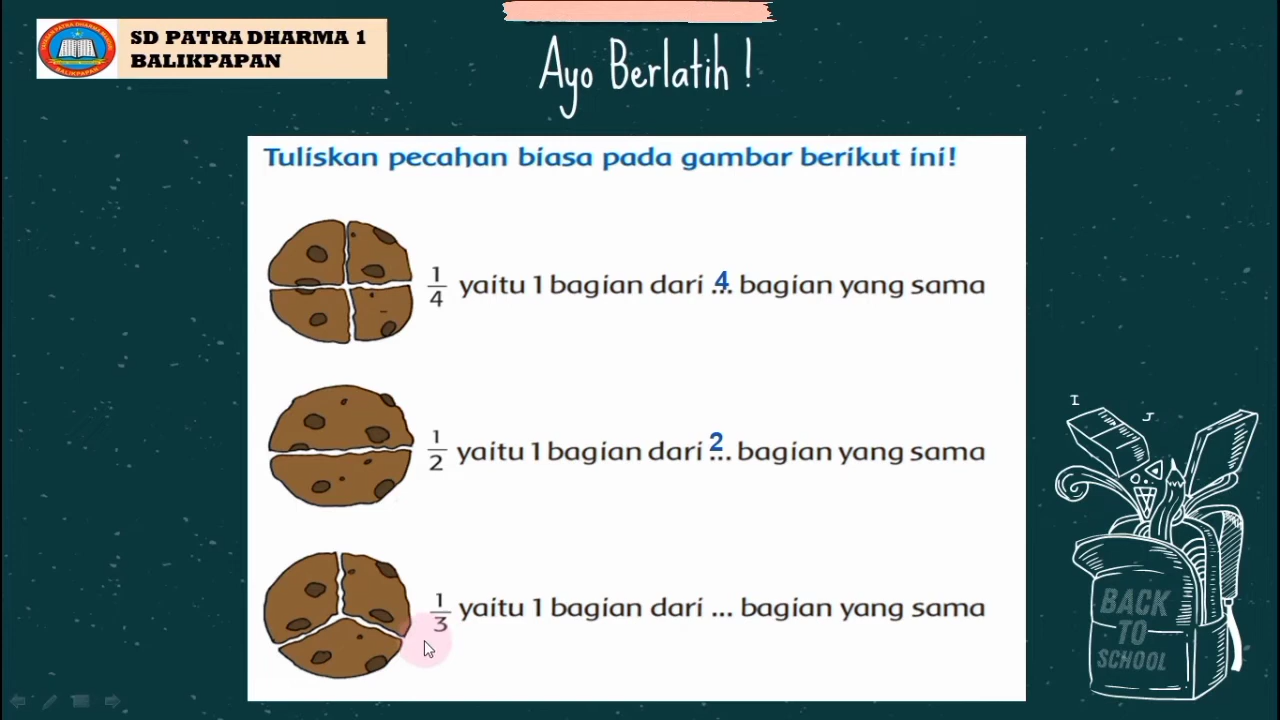 SD PATRA DHARMA 1
BALIKPAPAN
Ayo Berlatih !
Tuliskan pecahan biasa pada gambar berikut ini!
1/4 yaitu 1 bagian dari .4. bagian yang sama
1/2 yaitu 1 bagian dari 2... bagian yang sama
1/3 yaitu 1 bagian dari ... bagian yang sama
I
J
BACK
TO
SCHOOL